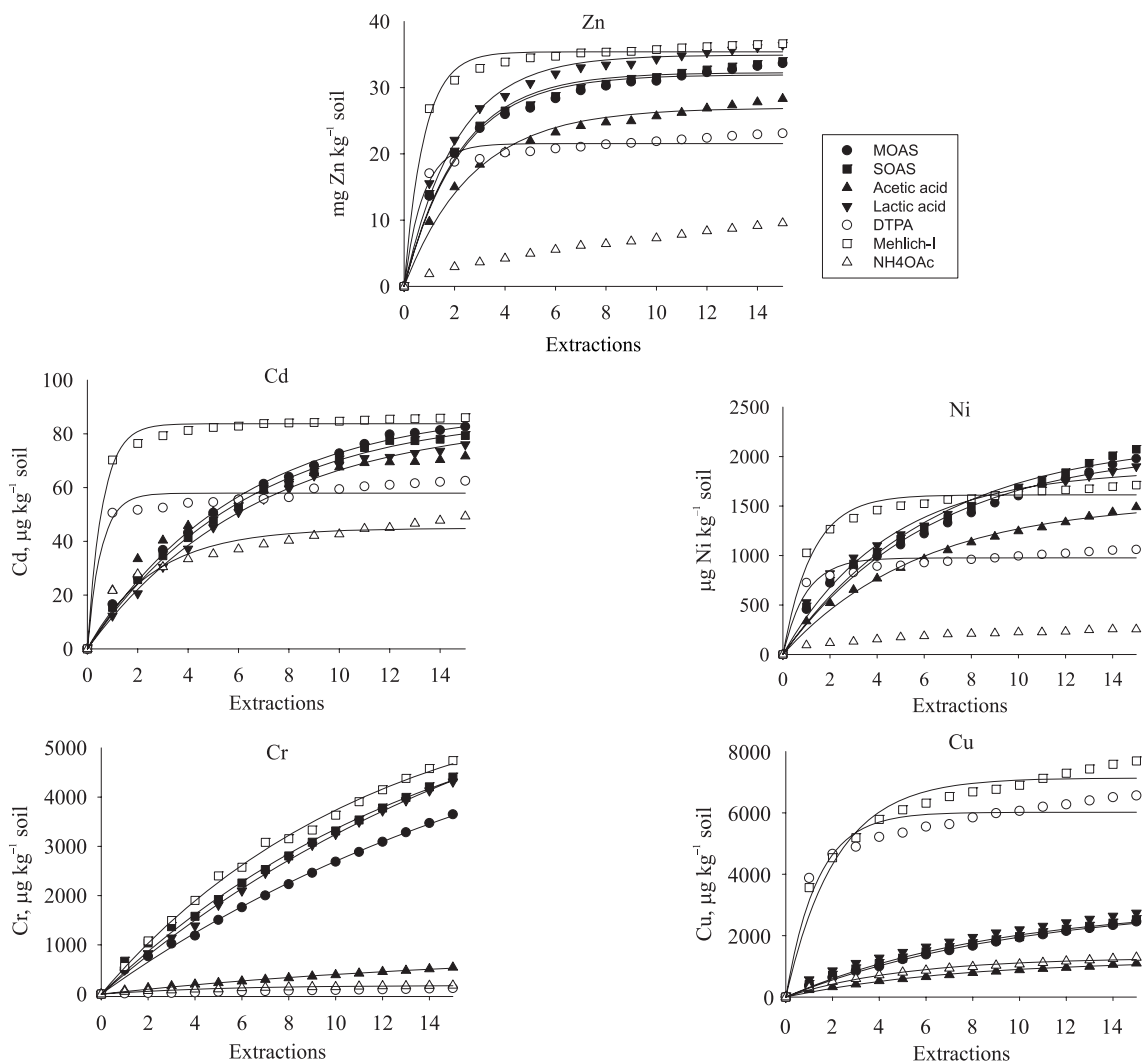 Zn
40
30
20
10
0
mg Zn kg⁻¹ soil
0 2 4 6 8 10 12 14
Extractions
MOAS
SOAS
Acetic acid
Lactic acid
DTPA
Mehlich-I
NH4OAc
Cd
100
80
60
40
20
0
Cd, µg kg⁻¹ soil
0 2 4 6 8 10 12 14
Extractions
Ni
2500
2000
1500
1000
500
0
µg Ni kg⁻¹ soil
0 2 4 6 8 10 12 14
Extractions
Cr
5000
4000
3000
2000
1000
0
Cr, µg kg⁻¹ soil
0 2 4 6 8 10 12 14
Extractions
Cu
8000
6000
4000
2000
0
Cu, µg kg⁻¹ soil
0 2 4 6 8 10 12 14
Extractions